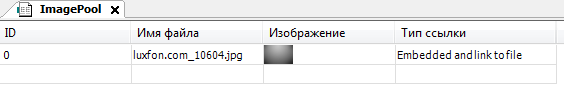 ImagePool
ID Имя файла Изображение Тип ссылки
0 luxfon.com_10604.jpg Embedded and link to file